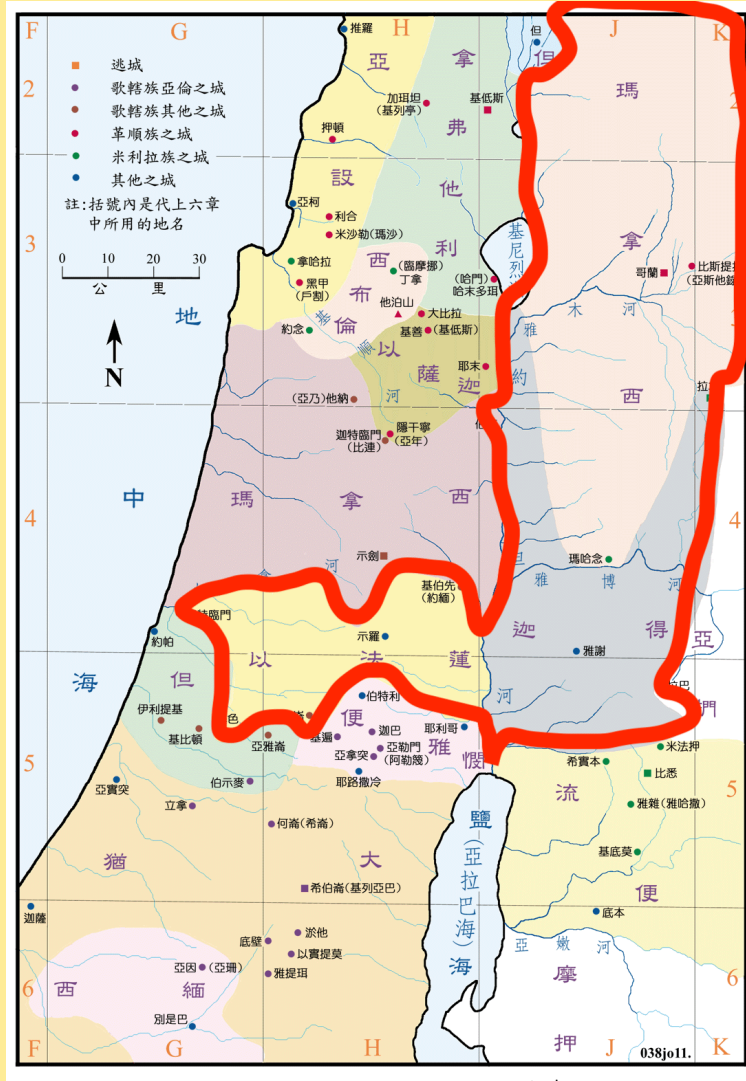 F
G
H
J
K
2
3
4
5
6
逃城
歌轄族亞倫之城
歌轄族其他之城
革順族之城
米利拉族之城
其他之城
註:括號內是代上六章
中所用的地名
0 10 20 30
公里
N
推羅
亞設
拿弗他利
但
但
瑪拿西
加珥坦
(基列亭)
基低斯
押頓
亞柯
利合
米沙勒(瑪沙)
拿哈拉
黑甲
(戶割)
西布倫
(臨摩挪)
丁拿
(哈門)
哈末多珥
基尼烈
哥蘭
比斯提拉
他泊山
大比拉
基善
(基低斯)
約念
基順河
以薩迦
耶末
雅木河
約
地中海
(亞乃)他納
迦特臨門
(比連)
隱干寧
(亞年)
瑪拿西
示劍
河
基伯先
(約緬)
瑪哈念
雅博河
迦得
亞
捫
特臨門
約帕
但
以法蓮
示羅
雅謝
河
伯特利
伊利提基
基比頓
亞雅崙
基遍
便雅憫
迦巴
亞勒門
(阿勒篾)
亞拿突
耶利哥
耶路撒冷
米法押
希實本
比悉
流便
雅雜(雅哈撒)
基底莫
底本
亞嫩河
摩押
亞實突
伯示麥
立拿
何崙(希崙)
猶大
希伯崙(基列亞巴)
鹽(亞拉巴海)海
迦薩
底壁
淤他
以實提莫
雅提珥
亞因(亞珊)
西緬
別是巴
F
G
H
J
K
038jo11.